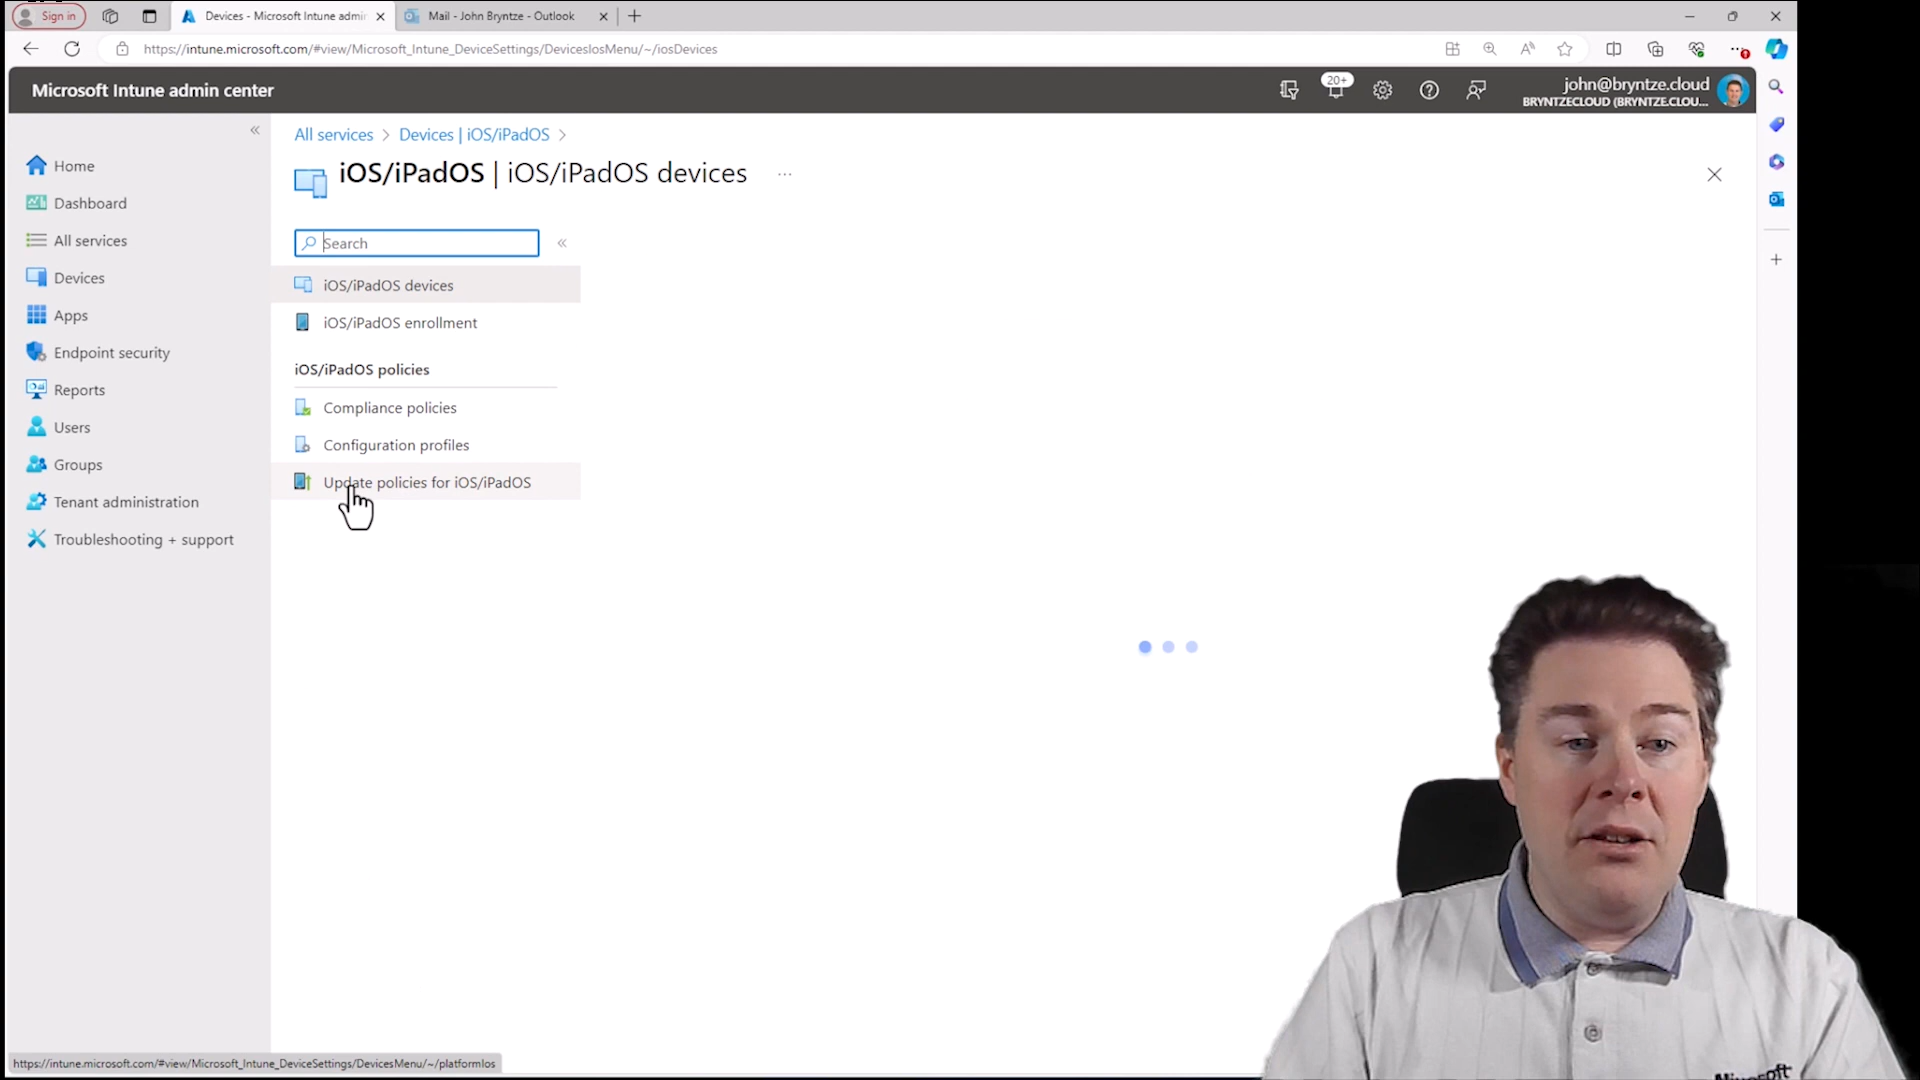 Sign in
Devices - Microsoft Intune admin
Mail - John Bryntze - Outlook
https://intune.microsoft.com/#view/Microsoft_Intune_DeviceSettings/DevicesIosMenu/~/iosDevices
Microsoft Intune admin center
20+
john@bryntze.cloud
BRYNTZECLOUD (BRYNTZE.CLOU...
All services > Devices | iOS/iPadOS >
iOS/iPadOS | iOS/iPadOS devices ...
Home
Dashboard
All services
Devices
Apps
Endpoint security
Reports
Users
Groups
Tenant administration
Troubleshooting + support
Search
iOS/iPadOS devices
iOS/iPadOS enrollment
iOS/iPadOS policies
Compliance policies
Configuration profiles
Update policies for iOS/iPadOS
https://intune.microsoft.com/#view/Microsoft_Intune_DeviceSettings/DevicesMenu/~/platformIos
Microsoft